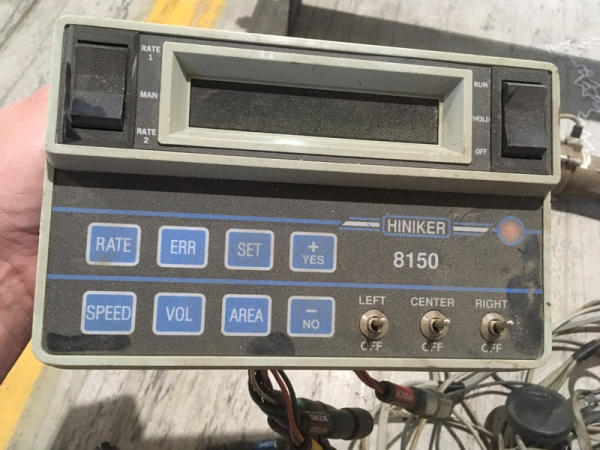 RATE
1
MAN
RATE
2
RUN
HOLD
OFF
HINIKER
8150
RATE
ERR
SET
+
YES
SPEED
VOL
AREA
–
NO
LEFT
CENTER
RIGHT
OFF
OFF
OFF